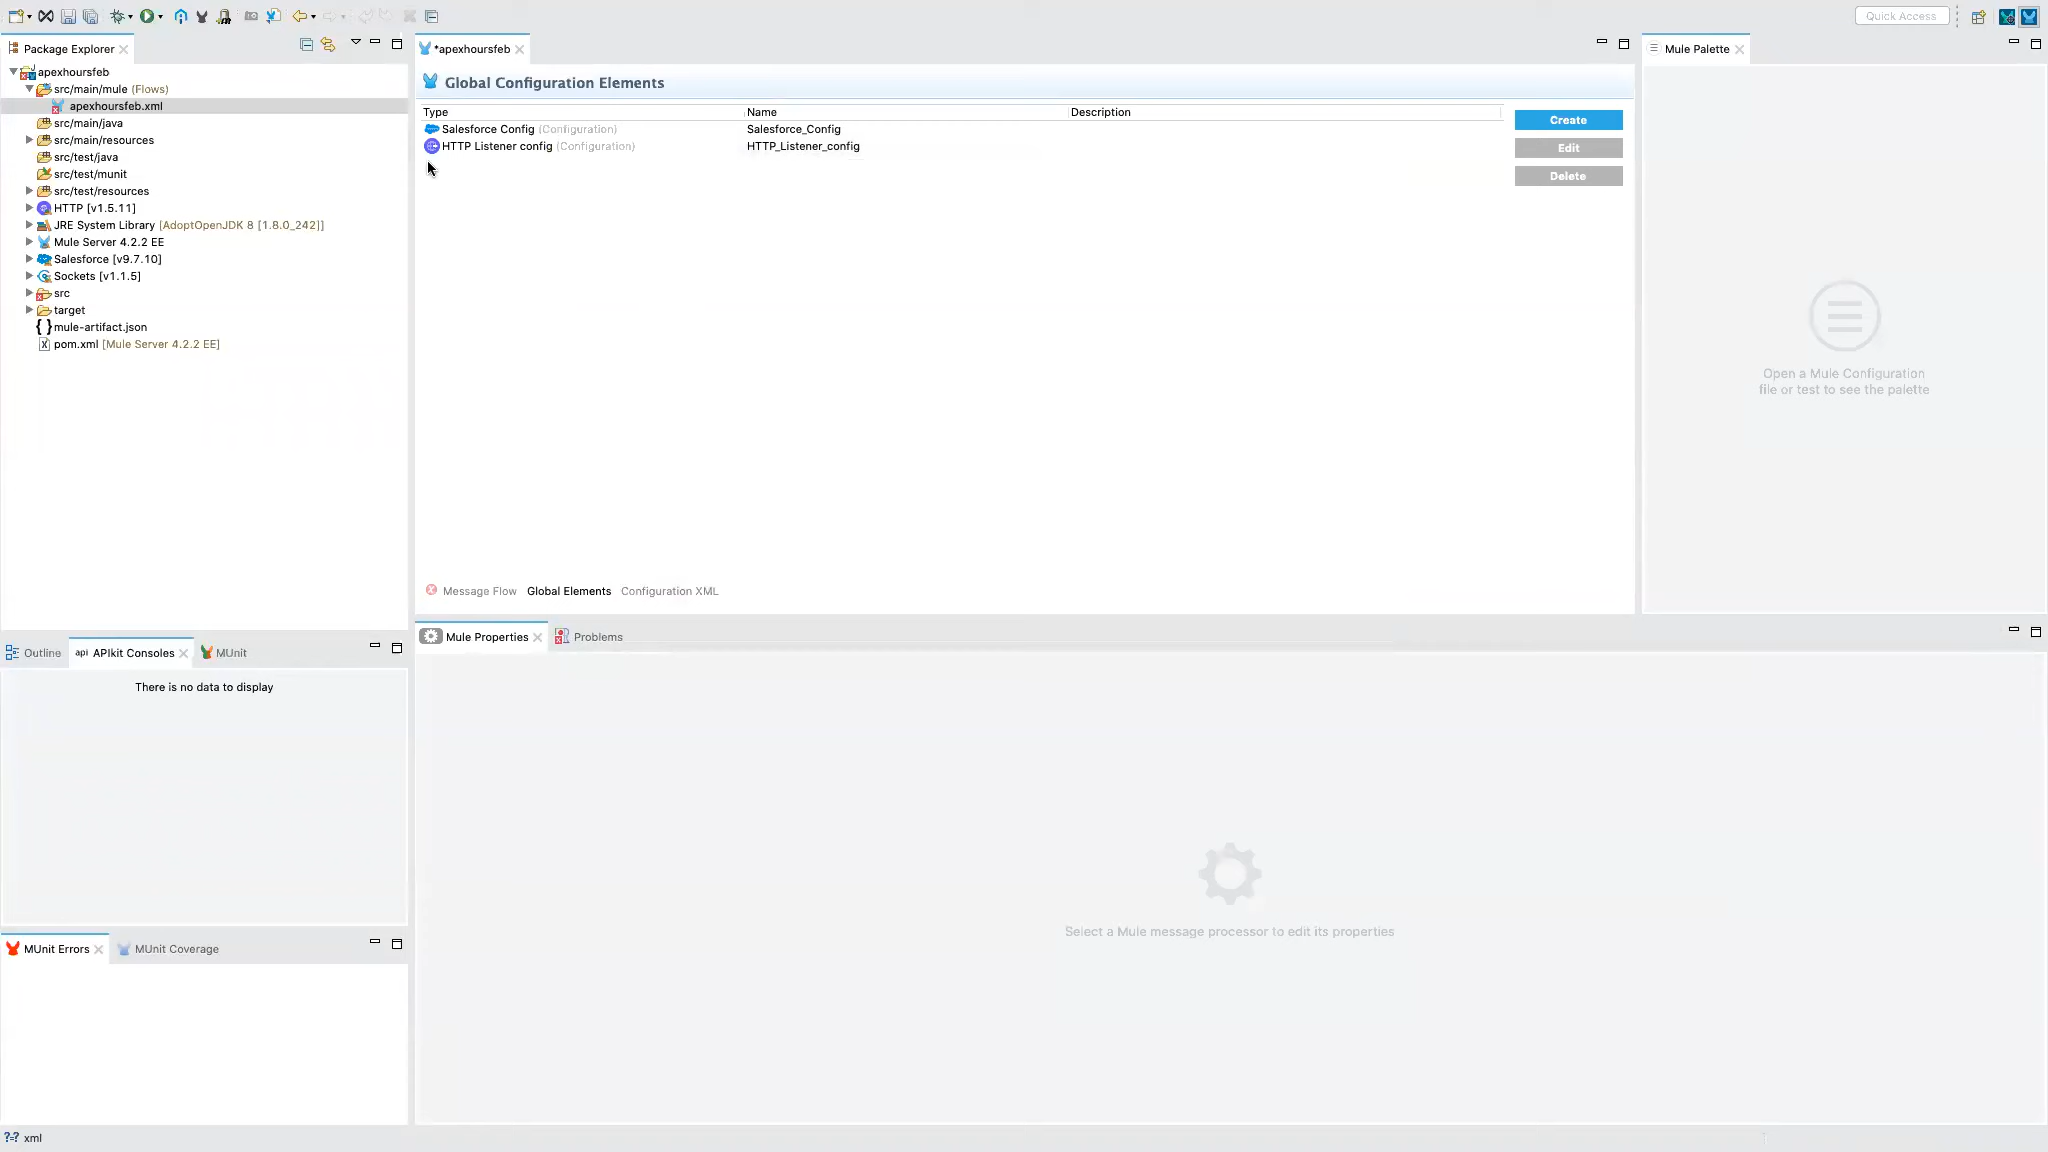 Quick Access
Package Explorer
apexhoursfeb
src/main/mule (Flows)
apexhoursfeb.xml
src/main/java
src/main/resources
src/test/java
src/test/munit
src/test/resources
HTTP [v1.5.11]
JRE System Library [AdoptOpenJDK 8 [1.8.0_242]]
Mule Server 4.2.2 EE
Salesforce [v9.7.10]
Sockets [v1.1.5]
src
target
mule-artifact.json
pom.xml [Mule Server 4.2.2 EE]
*apexhoursfeb
Global Configuration Elements
Type Name Description
Salesforce Config (Configuration) Salesforce_Config
HTTP Listener config (Configuration) HTTP_Listener_config
Create
Edit
Delete
Message Flow Global Elements Configuration XML
Mule Palette
Open a Mule Configuration
file or test to see the palette
Outline api APIkit Consoles MUnit
There is no data to display
MUnit Errors MUnit Coverage
Mule Properties Problems
Select a Mule message processor to edit its properties
xml